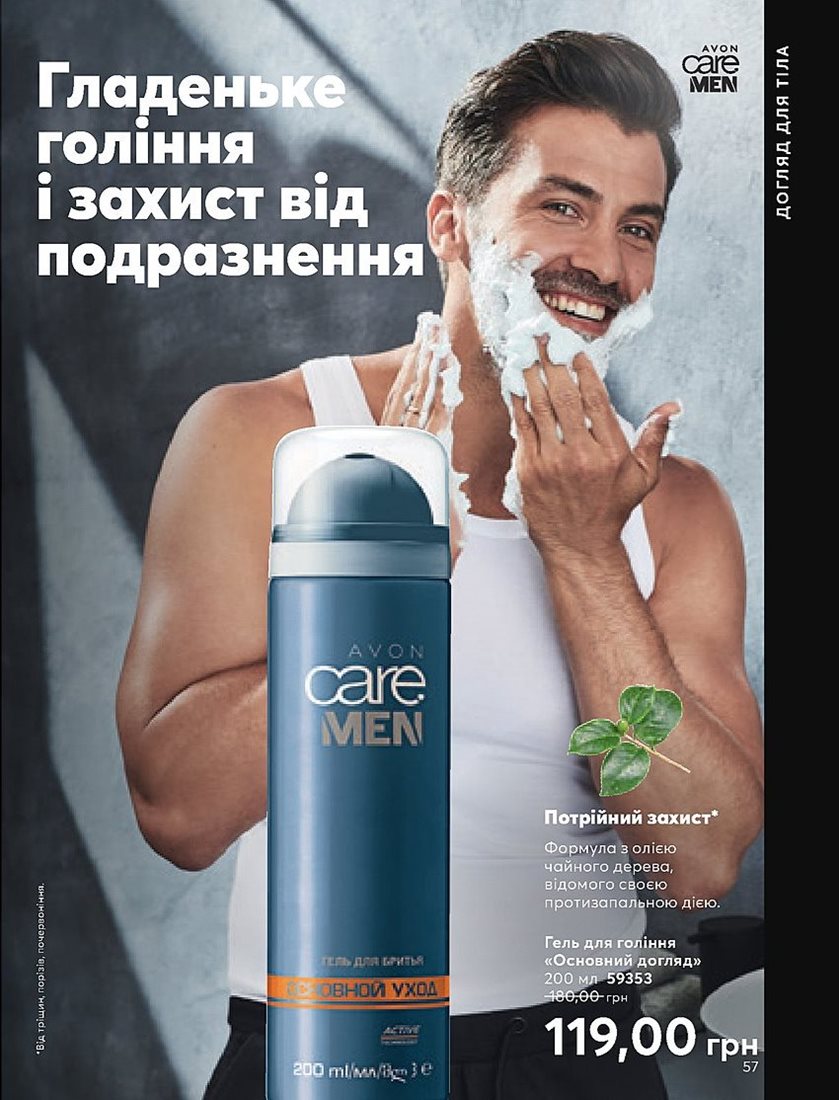 Гладеньке
гоління
і захист від
подразнення
AVON
care
MEN
ДОГЛЯД ДЛЯ ТІЛА
AVON
care
MEN
ГЕЛЬ ДЛЯ БРИТЬЯ
ОСНОВНОЙ УХОД
ACTIVE
200 ml/мл/
Потрійний захист*
Формула з олією
чайного дерева,
відомого своєю
протизапальною дією.
Гель для гоління
«Основний догляд»
200 мл 59353
180,00 грн
119,00 грн
57
*Від тріщин, порізів, почервоніння.